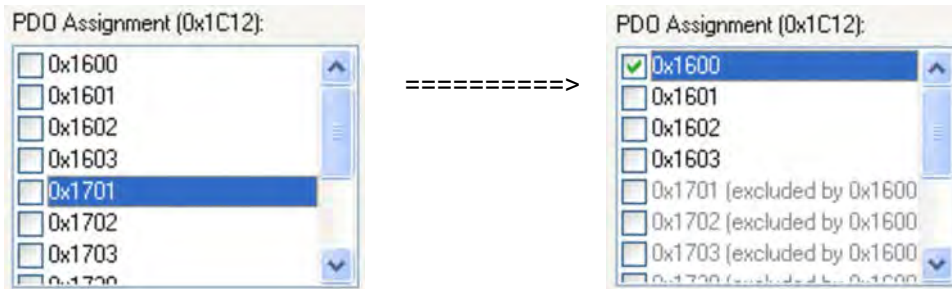 PDO Assignment (0x1C12):
0x1600
0x1601
0x1602
0x1603
0x1701
0x1702
0x1703
==========>
PDO Assignment (0x1C12):
0x1600
0x1601
0x1602
0x1603
0x1701 (excluded by 0x1600
0x1702 (excluded by 0x1600.
0x1703 (excluded by 0x1600.